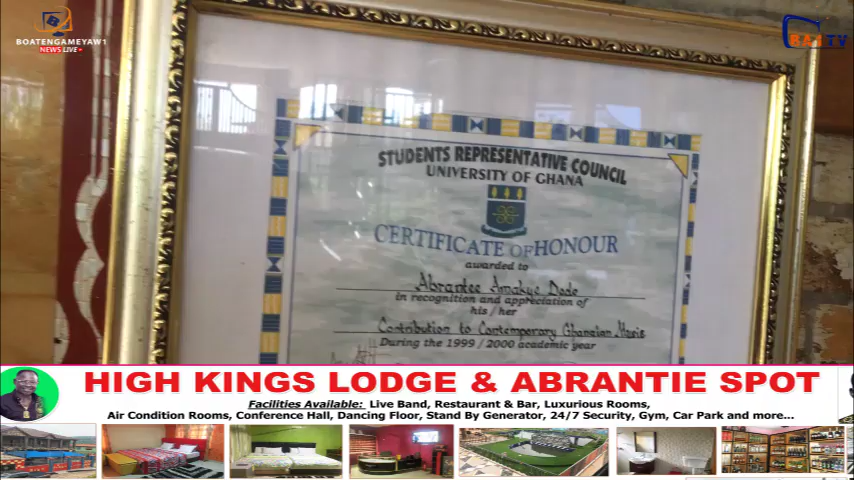 BOATENGAMEYAW1
NEWS LIVE
BAJ TV
STUDENTS REPRESENTATIVE COUNCIL
UNIVERSITY OF GHANA
CERTIFICATE OF HONOUR
awarded to
Abrantee Amakye Dede
in recognition and appreciation of
his / her
Contribution to Contemporary Ghanaian Music
During the 1999 / 2000 academic year
HIGH KINGS LODGE & ABRANTIE SPOT
Facilities Available: Live Band, Restaurant & Bar, Luxurious Rooms,
Air Condition Rooms, Conference Hall, Dancing Floor, Stand By Generator, 24/7 Security, Gym, Car Park and more...